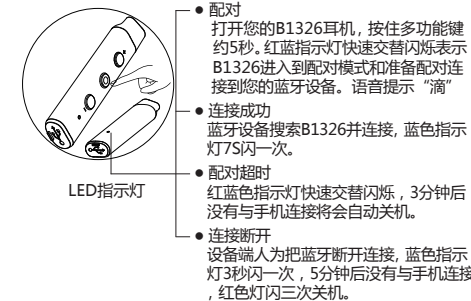 ● 配对
打开您的B1326耳机，按住多功能键
约5秒。红蓝指示灯快速交替闪烁表示
B1326进入到配对模式和准备配对连
接到您的蓝牙设备。语音提示“滴”
● 连接成功
蓝牙设备搜索B1326并连接, 蓝色指示
灯7S闪一次。
● 配对超时
红蓝色指示灯快速交替闪烁，3分钟后
没有与手机连接将会自动关机。
● 连接断开
设备端人为把蓝牙断开连接, 蓝色指示
灯3秒闪一次，5分钟后没有与手机连接
, 红色灯闪三次关机。
LED指示灯